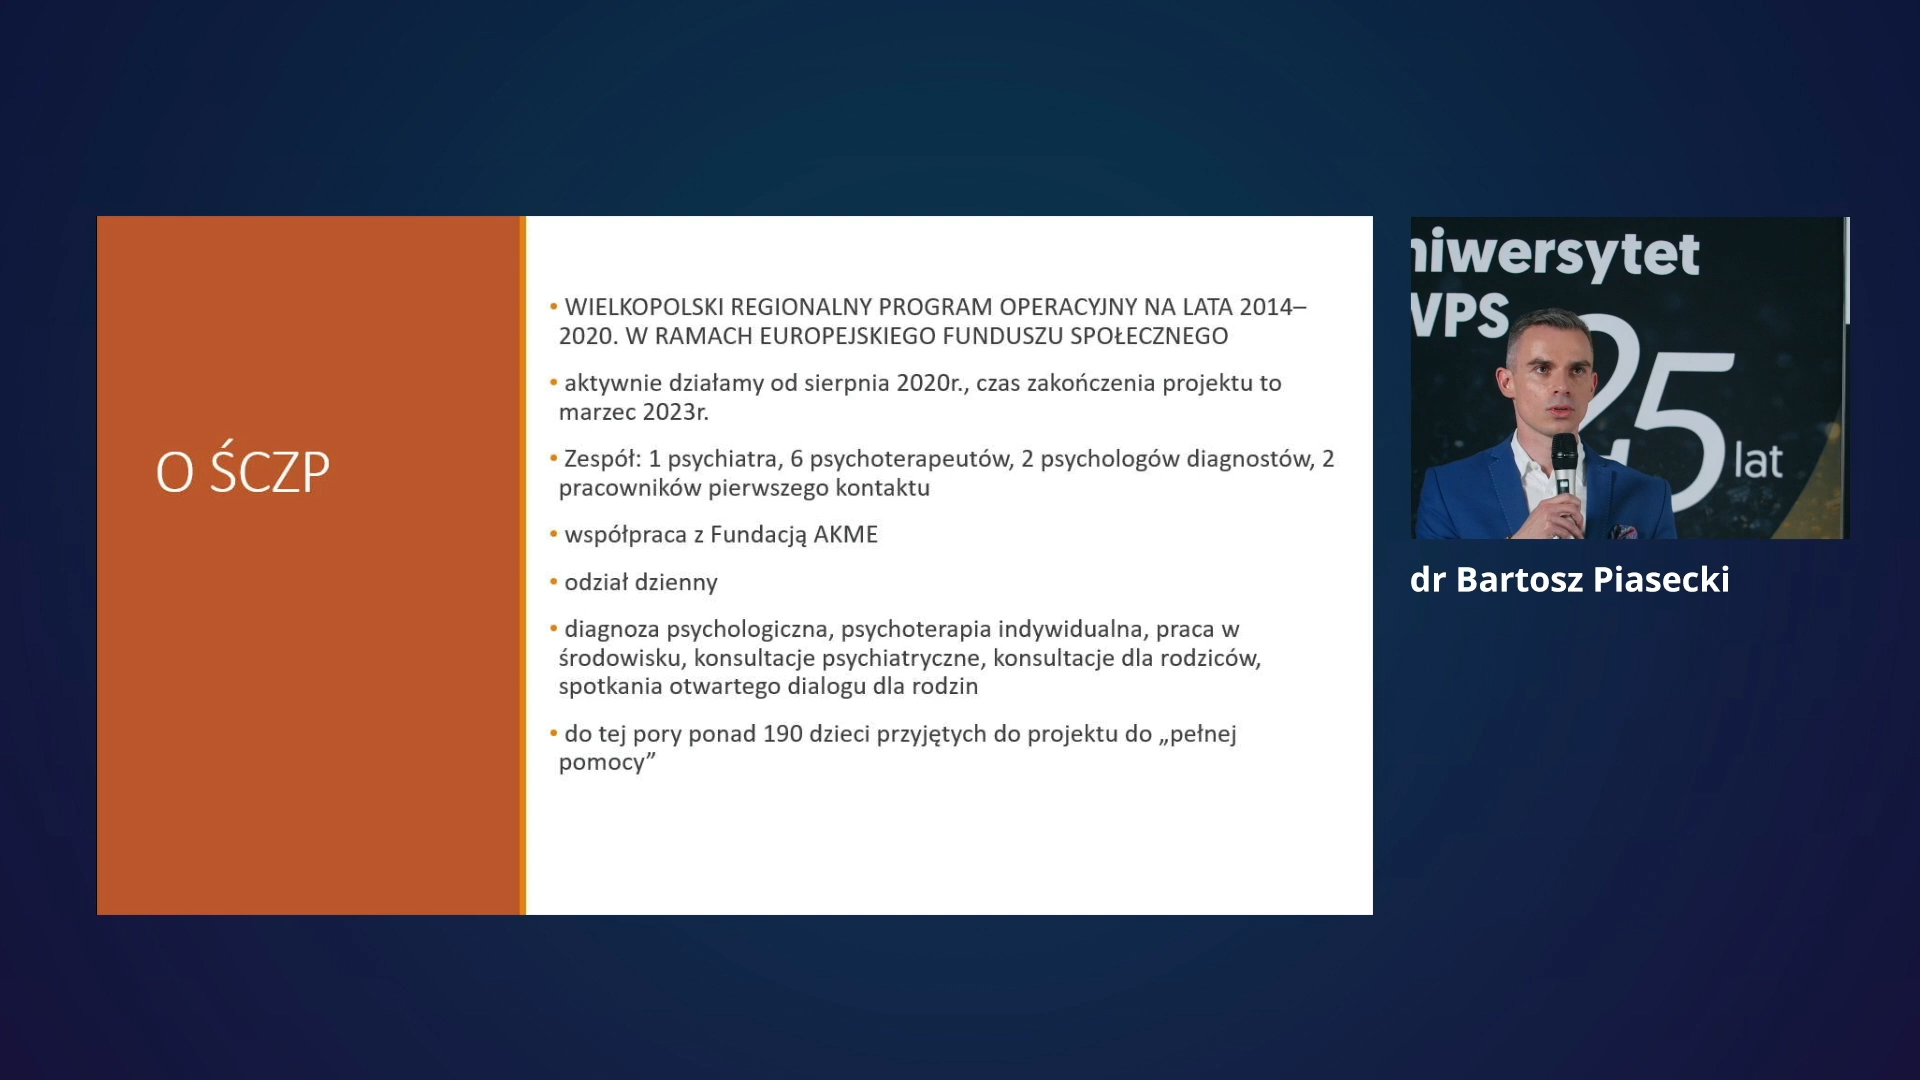 O ŚCZP
• WIELKOPOLSKI REGIONALNY PROGRAM OPERACYJNY NA LATA 2014–
2020. W RAMACH EUROPEJSKIEGO FUNDUSZU SPOŁECZNEGO
• aktywnie działamy od sierpnia 2020r., czas zakończenia projektu to
marzec 2023r.
• Zespół: 1 psychiatra, 6 psychoterapeutów, 2 psychologów diagnostów, 2
pracowników pierwszego kontaktu
• współpraca z Fundacją AKME
• odział dzienny
• diagnoza psychologiczna, psychoterapia indywidualna, praca w
środowisku, konsultacje psychiatryczne, konsultacje dla rodziców,
spotkania otwartego dialogu dla rodzin
• do tej pory ponad 190 dzieci przyjętych do projektu do „pełnej
pomocy”
niwersytet
WPS
25 lat
dr Bartosz Piasecki